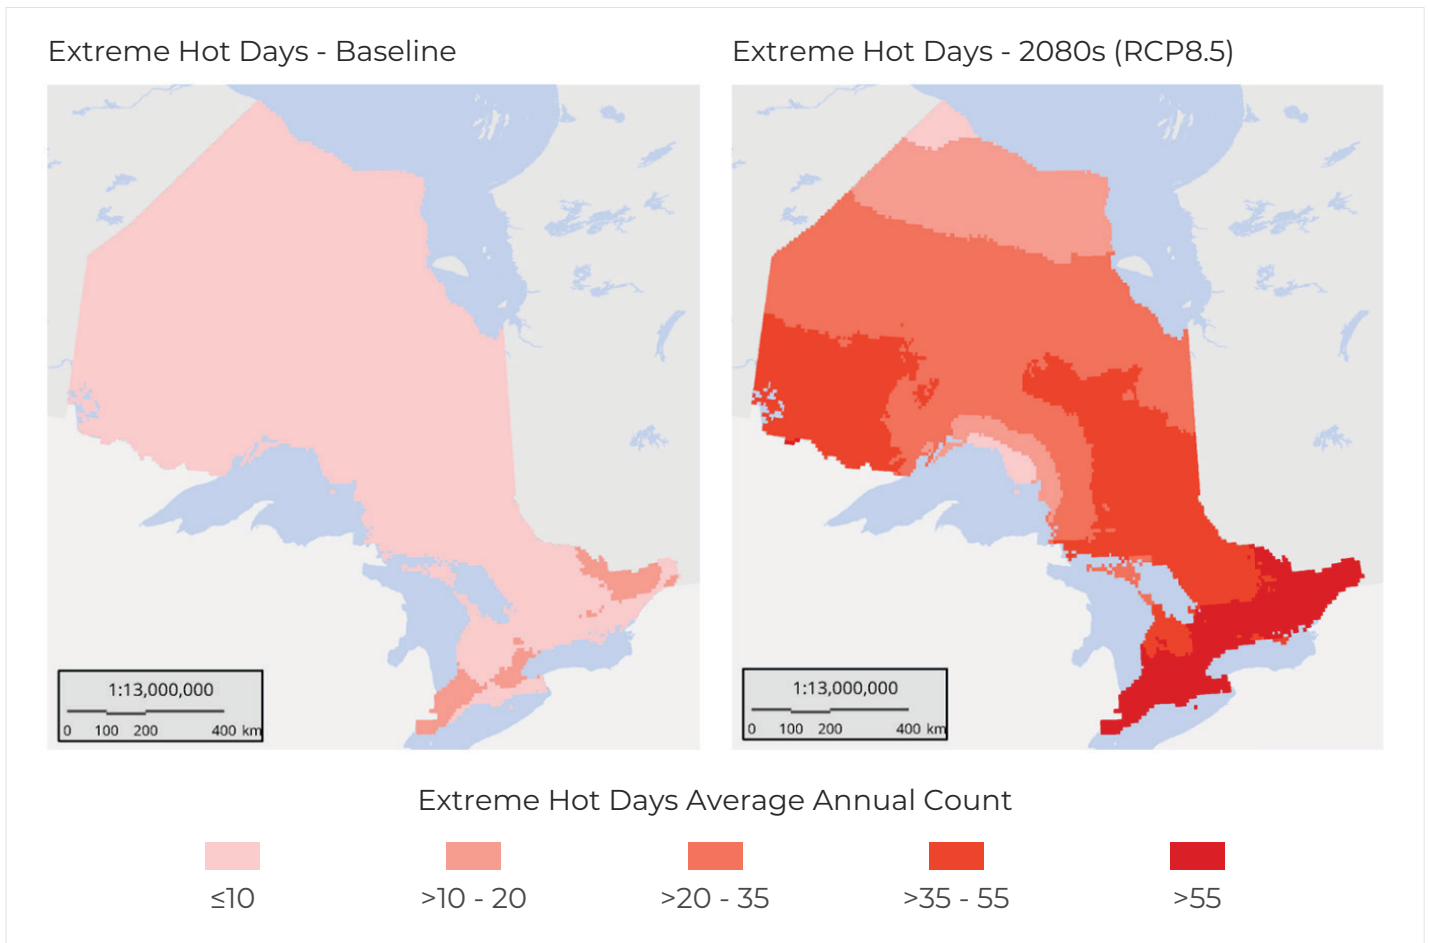 Extreme Hot Days - Baseline
Extreme Hot Days - 2080s (RCP8.5)
1:13,000,000
0 100 200 400 km
1:13,000,000
0 100 200 400 km
Extreme Hot Days Average Annual Count
≤10 >10 - 20 >20 - 35 >35 - 55 >55